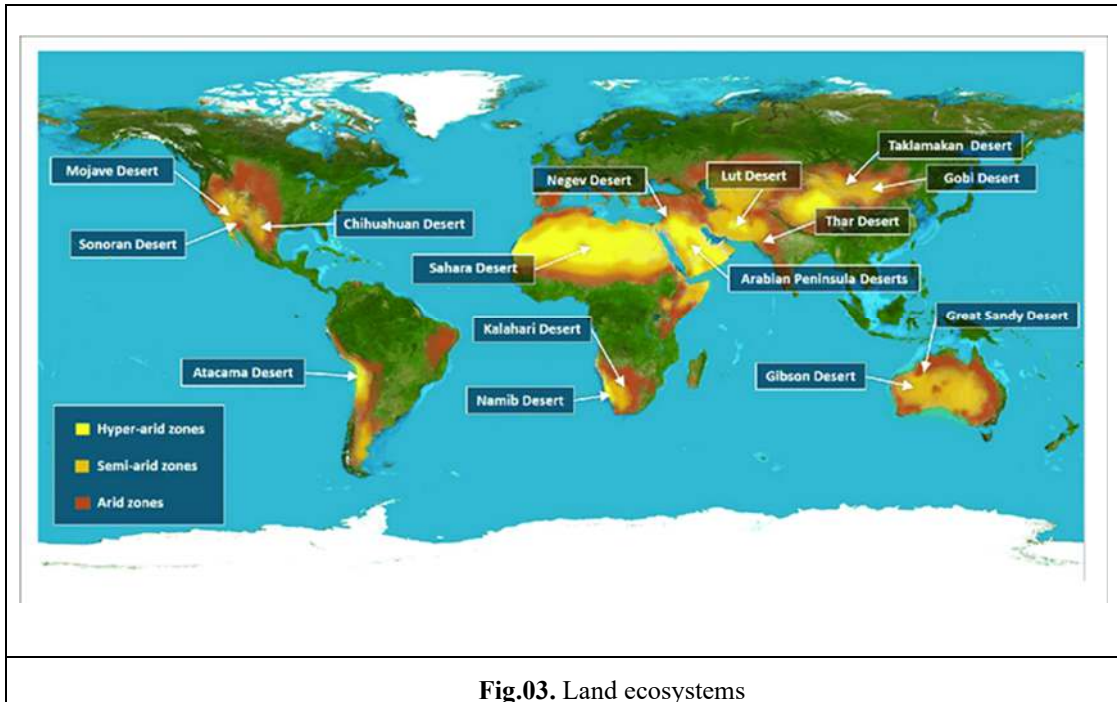 Taklamakan Desert
Mojave Desert
Negev Desert
Lut Desert
Gobi Desert
Chihuahuan Desert
Thar Desert
Sonoran Desert
Sahara Desert
Arabian Peninsula Deserts
Great Sandy Desert
Kalahari Desert
Atacama Desert
Gibson Desert
Namib Desert
Hyper-arid zones
Semi-arid zones
Arid zones
Fig.03. Land ecosystems